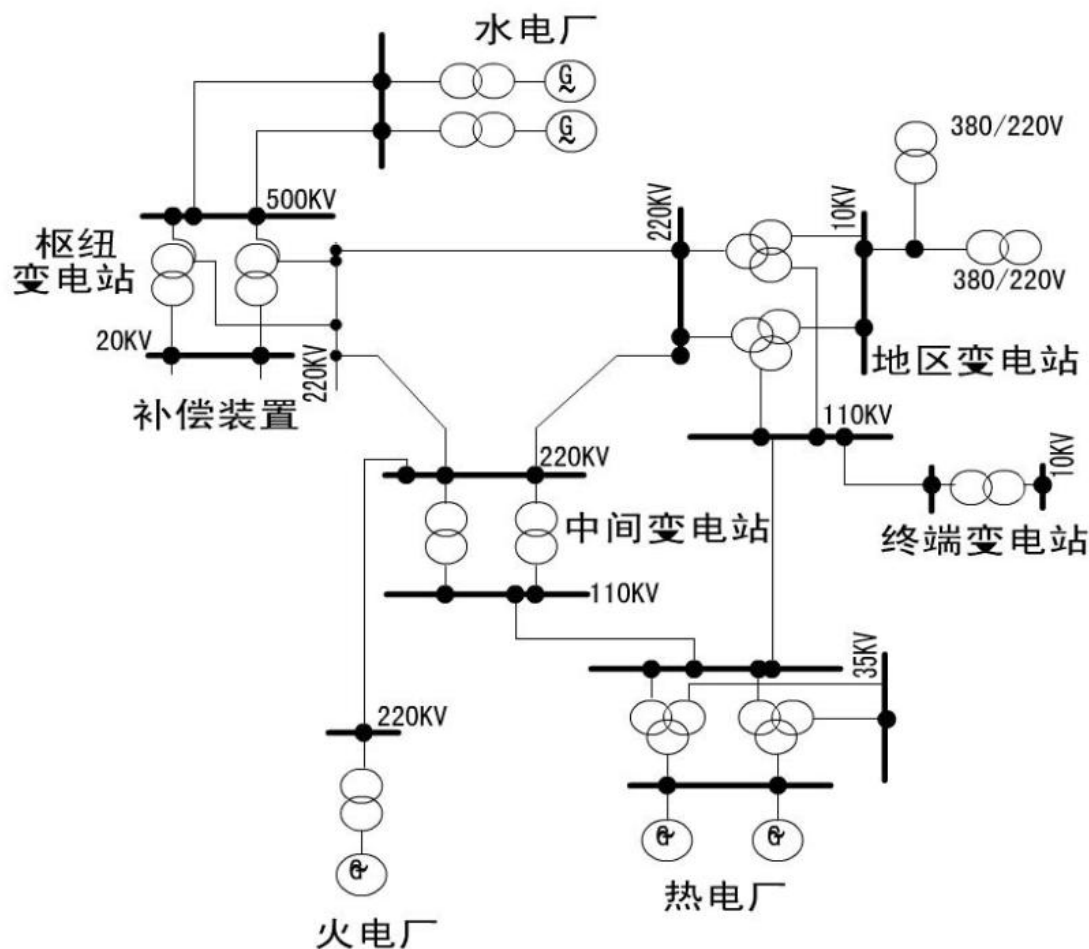 水电厂
G
~
G
~
380/220V
500KV
220KV
10KV
枢纽
变电站
380/220V
20KV
220KV
地区变电站
补偿装置
110KV
220KV
10KV
中间变电站
终端变电站
110KV
35KV
220KV
G
~
G
~
G
~
热电厂
火电厂